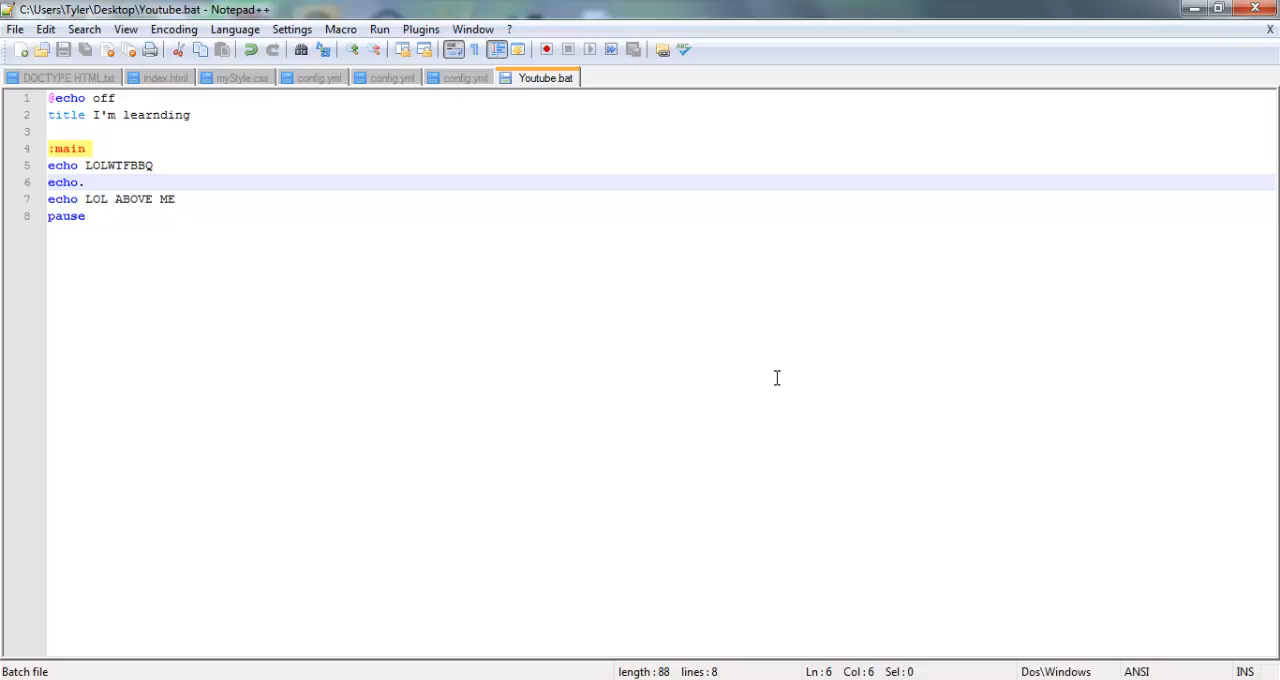 C:\Users\Tyler\Desktop\Youtube.bat - Notepad++
File Edit Search View Encoding Language Settings Macro Run Plugins Window ? X
DOCTYPE HTML.txt index.html myStyle.css config.yml config.yml config.yml Youtube.bat
1 @echo off
2 title I'm learnding
3
4 :main
5 echo LOLWTFBBQ
6 echo.
7 echo LOL ABOVE ME
8 pause
Batch file length : 88 lines : 8 Ln : 6 Col : 6 Sel : 0 Dos\Windows ANSI INS